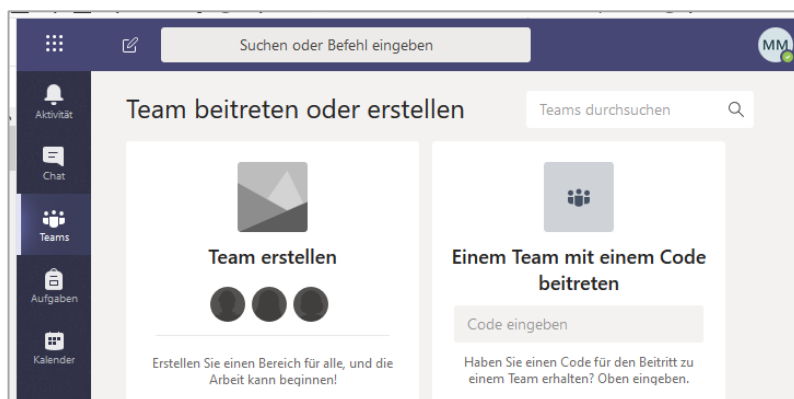 Suchen oder Befehl eingeben
MM
Aktivität
Chat
Teams
Aufgaben
Kalender
Team beitreten oder erstellen
Teams durchsuchen
Team erstellen
Erstellen Sie einen Bereich für alle, und die
Arbeit kann beginnen!
Einem Team mit einem Code
beitreten
Code eingeben
Haben Sie einen Code für den Beitritt zu
einem Team erhalten? Oben eingeben.